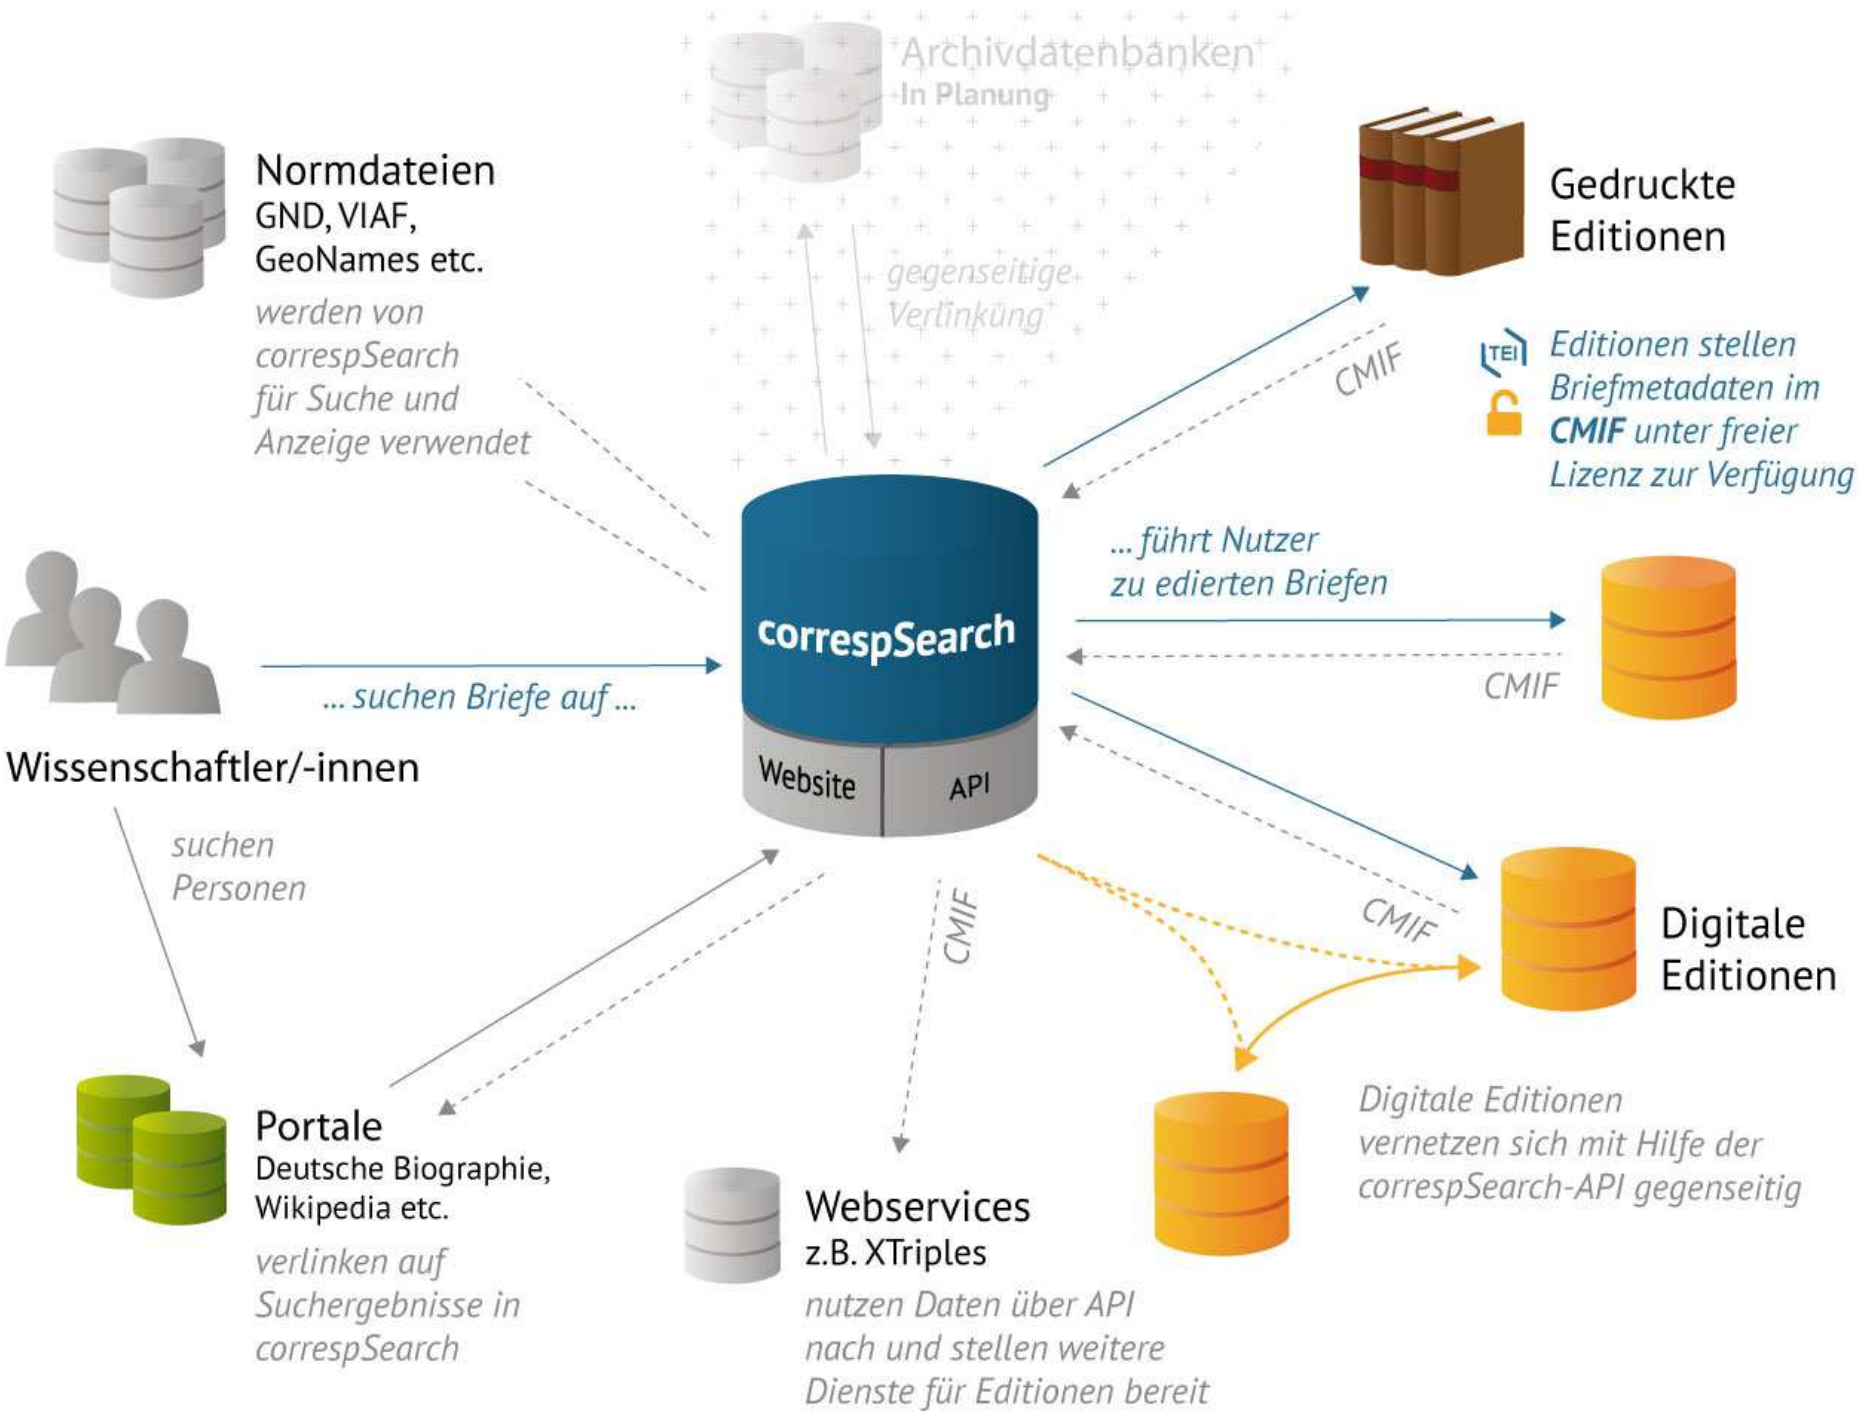 Archivdatenbanken
In Planung
gegenseitige
Verlinkung
Normdateien
GND, VIAF,
GeoNames etc.
werden von
correspSearch
für Suche und
Anzeige verwendet
Gedruckte
Editionen
CMIF
TEI
Editionen stellen
Briefmetadaten im
CMIF unter freier
Lizenz zur Verfügung
... führt Nutzer
zu edierten Briefen
CMIF
correspSearch
Website
API
... suchen Briefe auf ...
Wissenschaftler/-innen
suchen
Personen
CMIF
CMIF
Digitale
Editionen
Digitale Editionen
vernetzen sich mit Hilfe der
correspSearch-API gegenseitig
Portale
Deutsche Biographie,
Wikipedia etc.
verlinken auf
Suchergebnisse in
correspSearch
Webservices
z.B. XTriples
nutzen Daten über API
nach und stellen weitere
Dienste für Editionen bereit